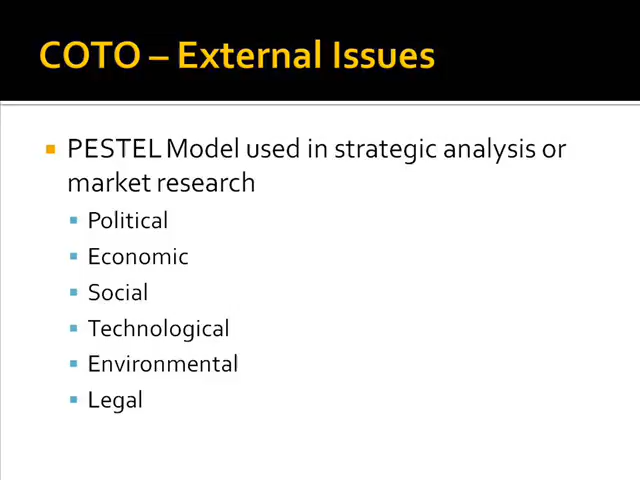 COTO – External Issues
PESTEL Model used in strategic analysis or
market research
Political
Economic
Social
Technological
Environmental
Legal